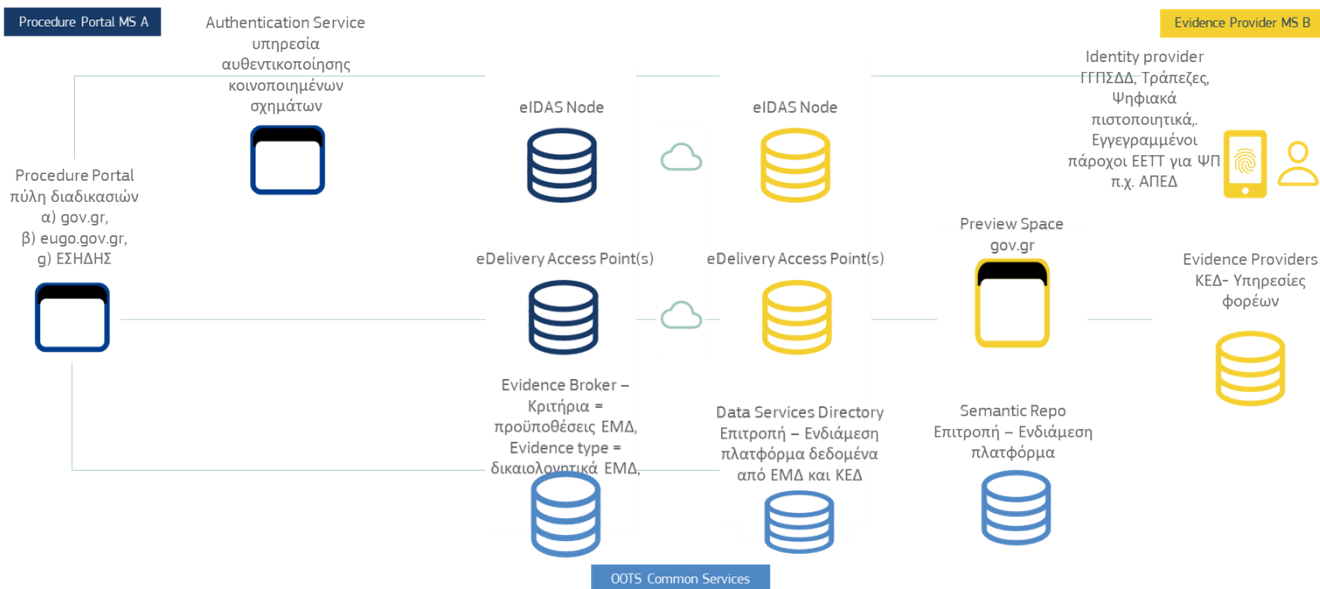 Procedure Portal MS A
Evidence Provider MS B
Authentication Service
υπηρεσία
αυθεντικοποίησης
κοινοποιημένων
σχημάτων
eIDAS Node
eIDAS Node
Identity provider
ΓΓΠΣΔΔ, Τράπεζες,
Ψηφιακά
πιστοποιητικά,.
Εγγεγραμμένοι
πάροχοι ΕΕΤΤ για ΨΠ
π.χ. ΑΠΕΔ
Procedure Portal
πύλη διαδικασιών
α) gov.gr,
β) eugo.gov.gr,
g) ΕΣΗΔΗΣ
eDelivery Access Point(s)
eDelivery Access Point(s)
Preview Space
gov.gr
Evidence Providers
ΚΕΔ- Υπηρεσίες
φορέων
Evidence Broker –
Κριτήρια =
προϋποθέσεις ΕΜΔ,
Evidence type =
δικαιολογητικά ΕΜΔ,
Data Services Directory
Επιτροπή – Ενδιάμεση
πλατφόρμα δεδομένα
από ΕΜΔ και ΚΕΔ
Semantic Repo
Επιτροπή – Ενδιάμεση
πλατφόρμα
OOTS Common Services